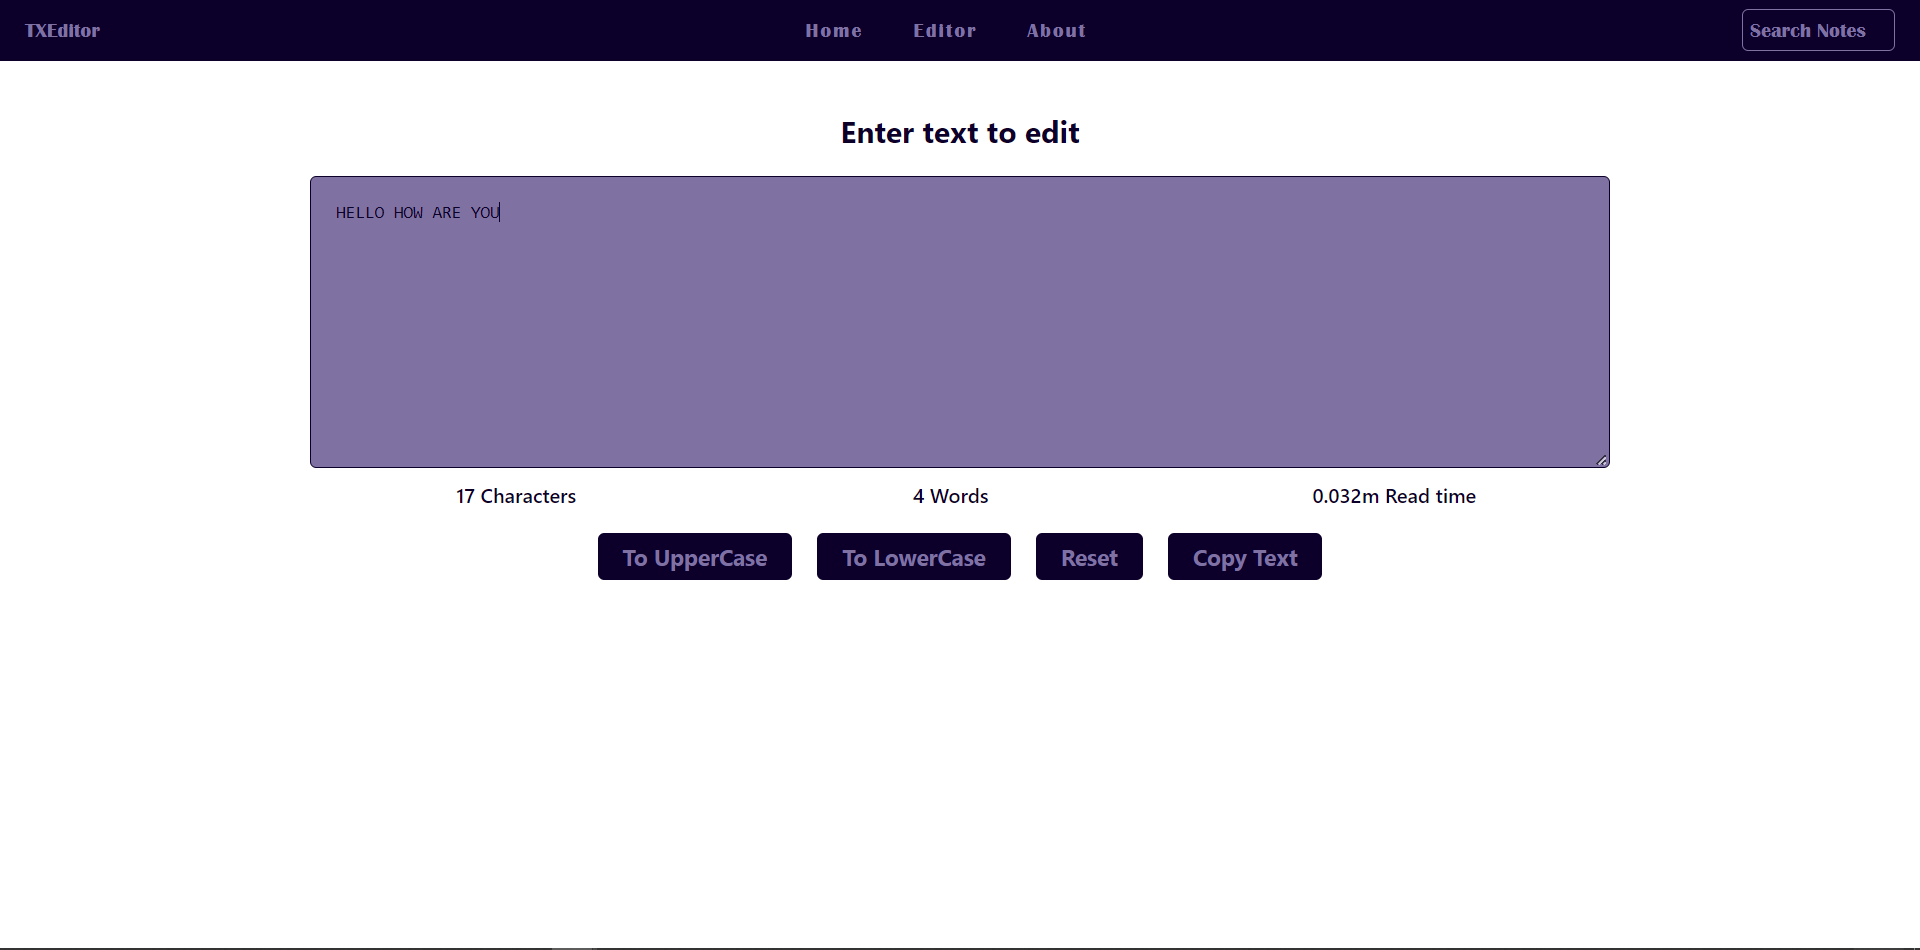 TXEditor Home Editor About Search Notes
Enter text to edit
HELLO HOW ARE YOU
17 Characters 4 Words 0.032m Read time
To UpperCase To LowerCase Reset Copy Text